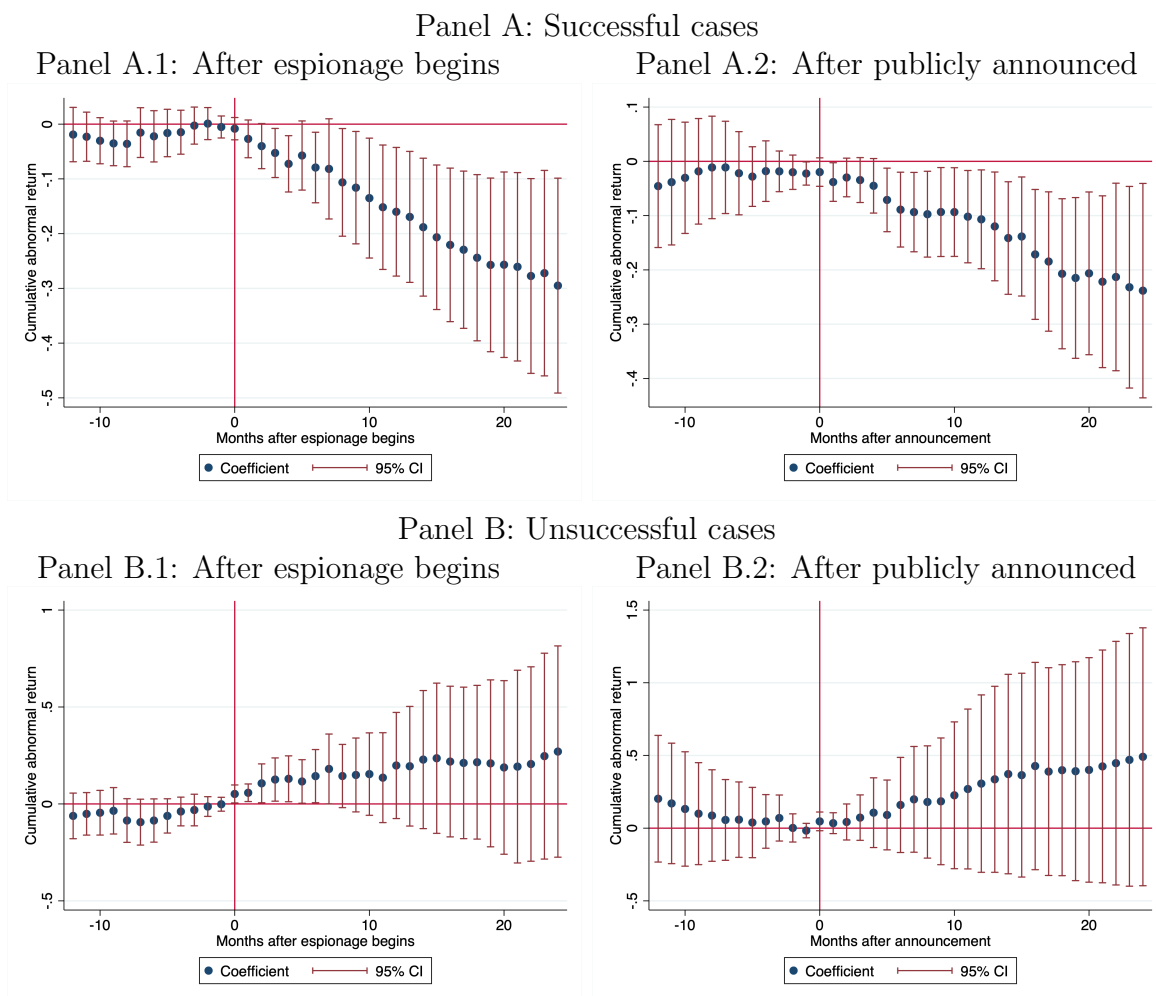 Panel A: Successful cases
Panel A.1: After espionage begins
Panel A.2: After publicly announced
Cumulative abnormal return
0
-.1
-.2
-.3
-.4
-.5
-10 0 10 20
Months after espionage begins
Coefficient 95% CI
Cumulative abnormal return
.1
0
-.1
-.2
-.3
-.4
-10 0 10 20
Months after announcement
Coefficient 95% CI
Panel B: Unsuccessful cases
Panel B.1: After espionage begins
Panel B.2: After publicly announced
Cumulative abnormal return
1
.5
0
-.5
-10 0 10 20
Months after espionage begins
Coefficient 95% CI
Cumulative abnormal return
1.5
1
.5
0
-.5
-10 0 10 20
Months after announcement
Coefficient 95% CI